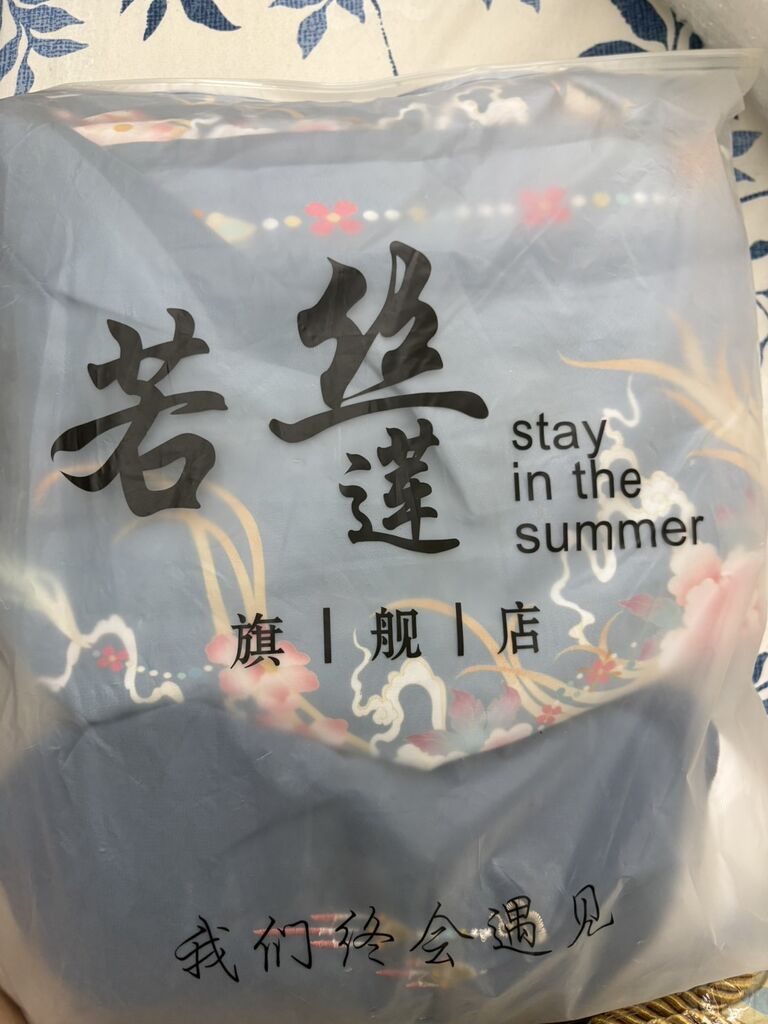 若丝莲
stay
in the
summer
旗|舰|店
我们终会遇见